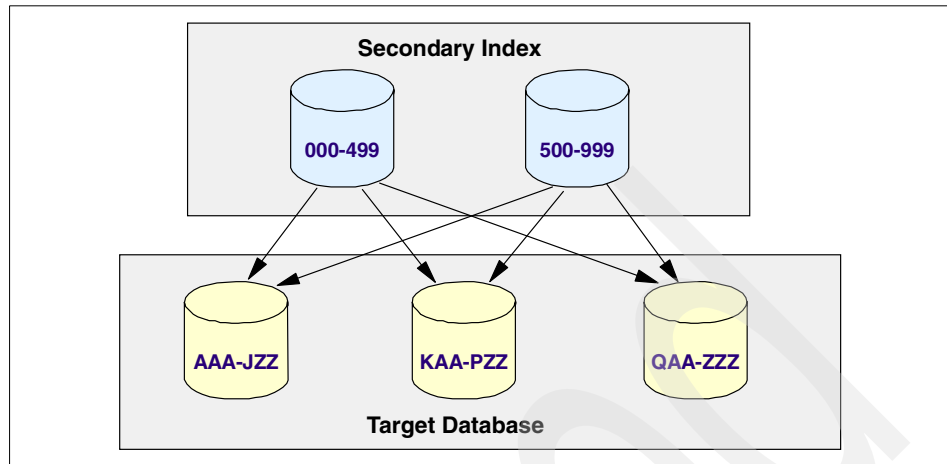 Secondary Index
000-499
500-999
AAA-JZZ
KAA-PZZ
QAA-ZZZ
Target Database